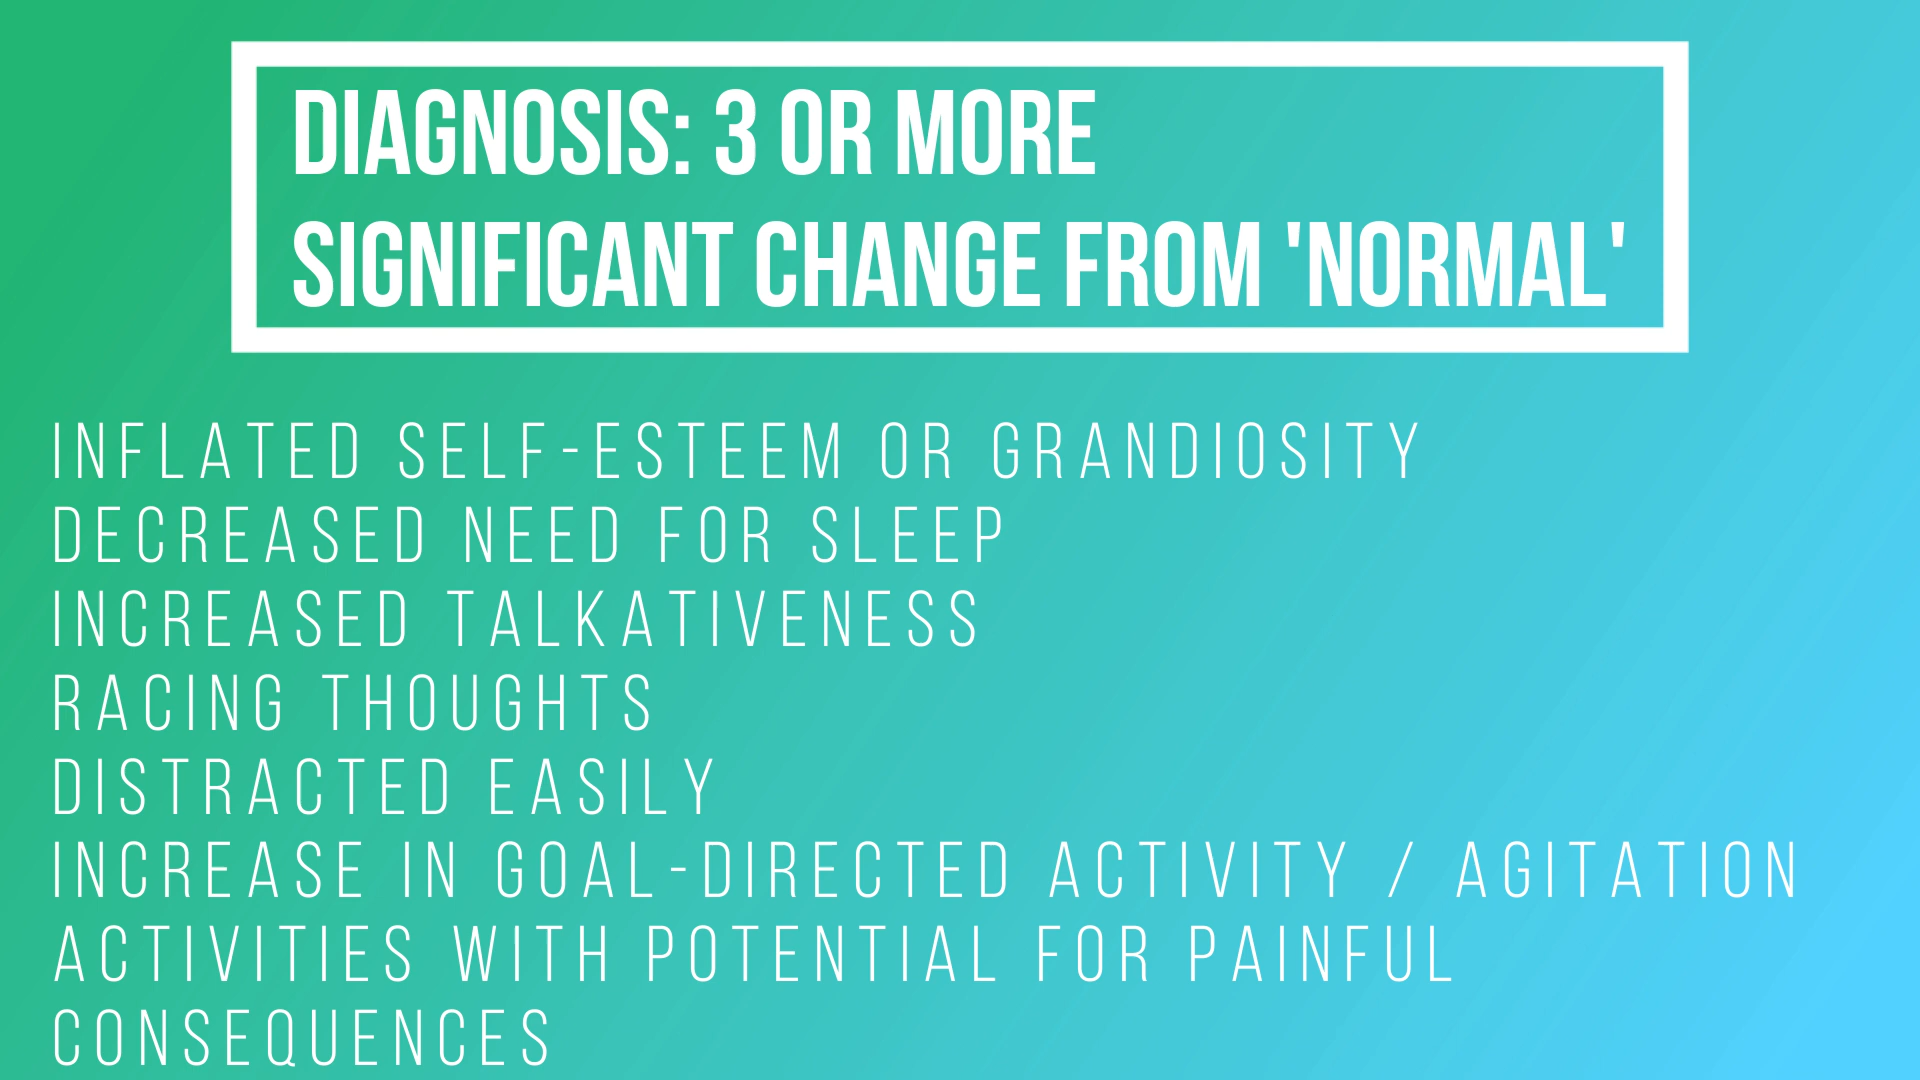 DIAGNOSIS: 3 OR MORE
SIGNIFICANT CHANGE FROM 'NORMAL'
INFLATED SELF-ESTEEM OR GRANDIOSITY
DECREASED NEED FOR SLEEP
INCREASED TALKATIVENESS
RACING THOUGHTS
DISTRACTED EASILY
INCREASE IN GOAL-DIRECTED ACTIVITY / AGITATION
ACTIVITIES WITH POTENTIAL FOR PAINFUL
CONSEQUENCES